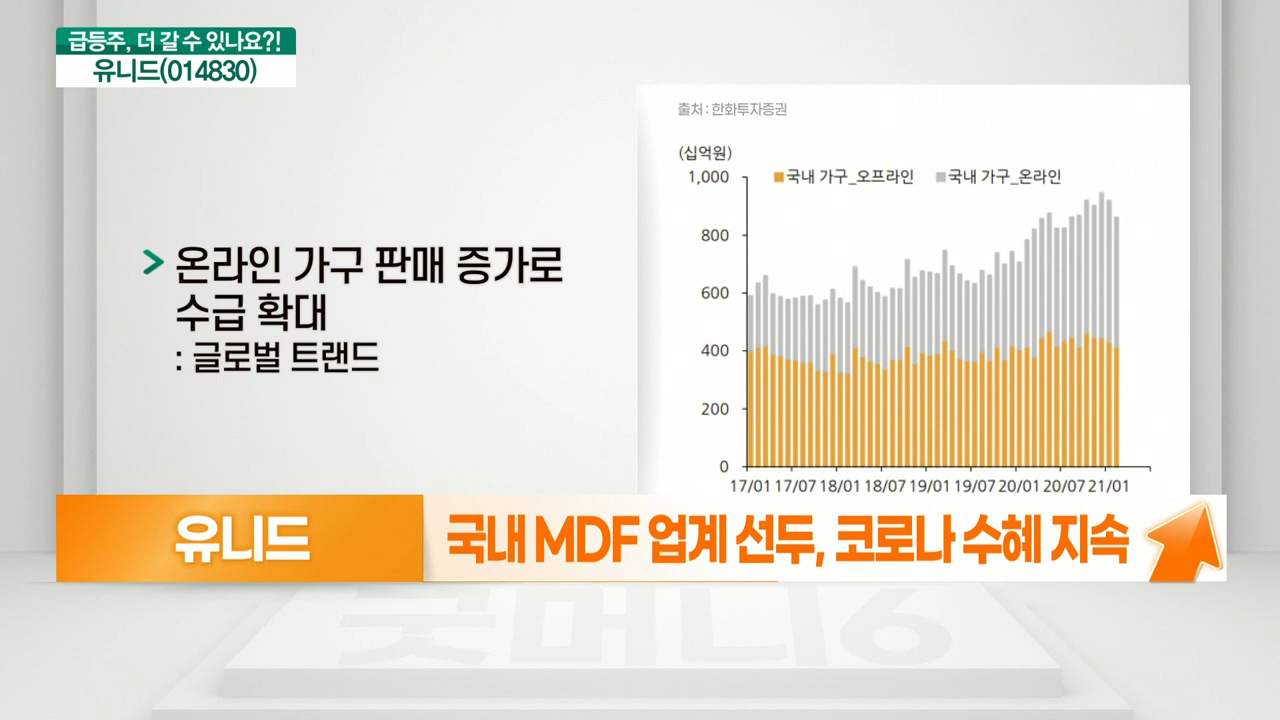 급등주, 더 갈 수 있나요?!
유니드(014830)
온라인 가구 판매 증가로
수급 확대
: 글로벌 트랜드
출처 : 한화투자증권
(십억원)
국내 가구_오프라인 국내 가구_온라인
1,000
800
600
400
200
0
17/01 17/07 18/01 18/07 19/01 19/07 20/01 20/07 21/01
유니드
국내 MDF 업계 선두, 코로나 수혜 지속
굿머니6